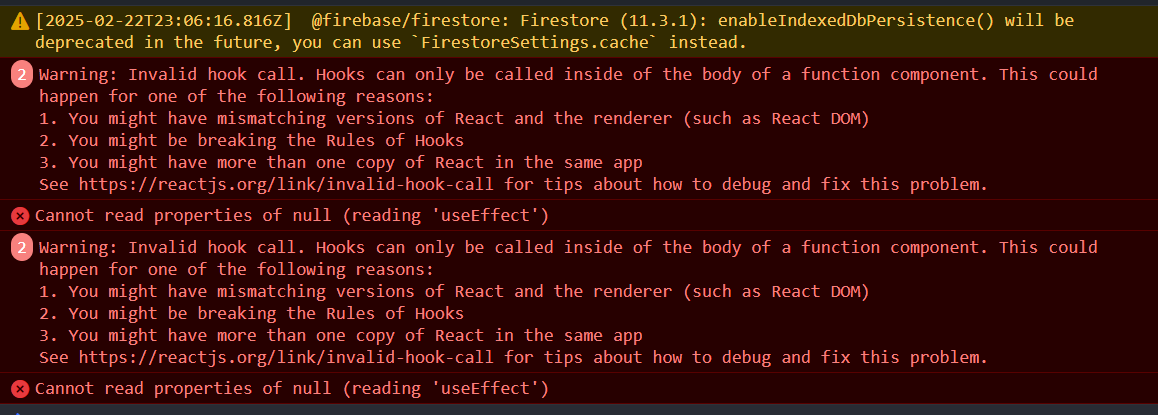 [2025-02-22T23:06:16.816Z]  @firebase/firestore: Firestore (11.3.1): enableIndexedDbPersistence() will be
deprecated in the future, you can use `FirestoreSettings.cache` instead.
2 Warning: Invalid hook call. Hooks can only be called inside of the body of a function component. This could
happen for one of the following reasons:
1. You might have mismatching versions of React and the renderer (such as React DOM)
2. You might be breaking the Rules of Hooks
3. You might have more than one copy of React in the same app
See https://reactjs.org/link/invalid-hook-call for tips about how to debug and fix this problem.
Cannot read properties of null (reading 'useEffect')
2 Warning: Invalid hook call. Hooks can only be called inside of the body of a function component. This could
happen for one of the following reasons:
1. You might have mismatching versions of React and the renderer (such as React DOM)
2. You might be breaking the Rules of Hooks
3. You might have more than one copy of React in the same app
See https://reactjs.org/link/invalid-hook-call for tips about how to debug and fix this problem.
Cannot read properties of null (reading 'useEffect')